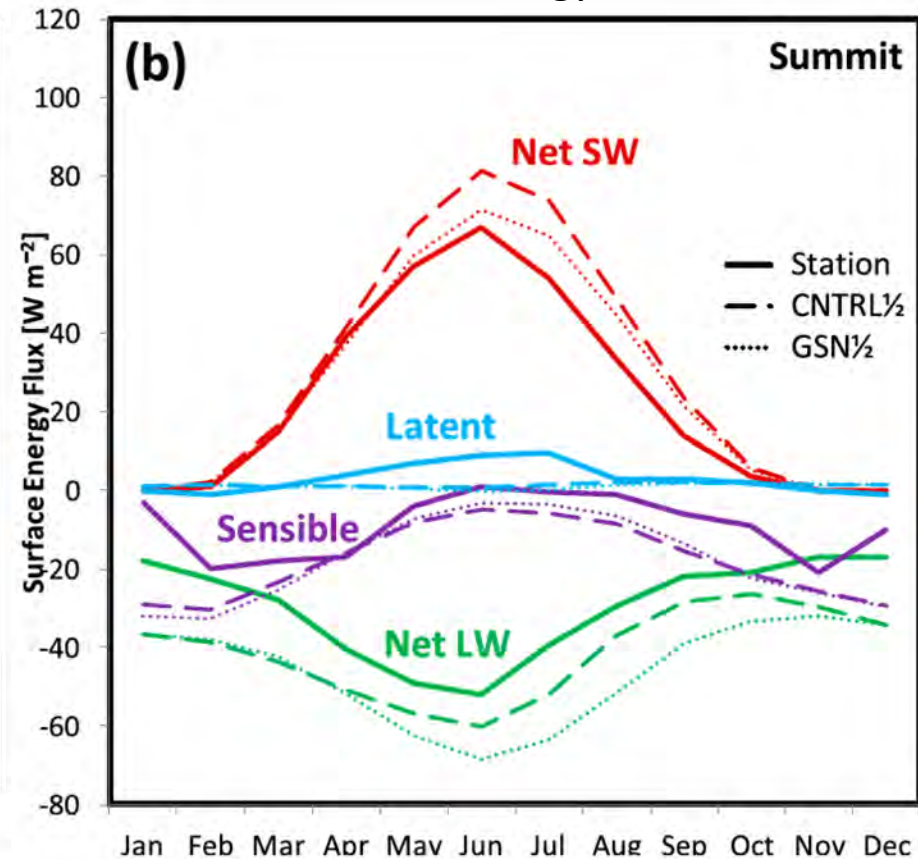 (b)
Summit
Surface Energy Flux [W m⁻²]
120
100
80
60
40
20
0
-20
-40
-60
-80
Net SW
Latent
Sensible
Net LW
Station
CNTRL½
GSN½
Jan Feb Mar Apr May Jun Jul Aug Sep Oct Nov Dec